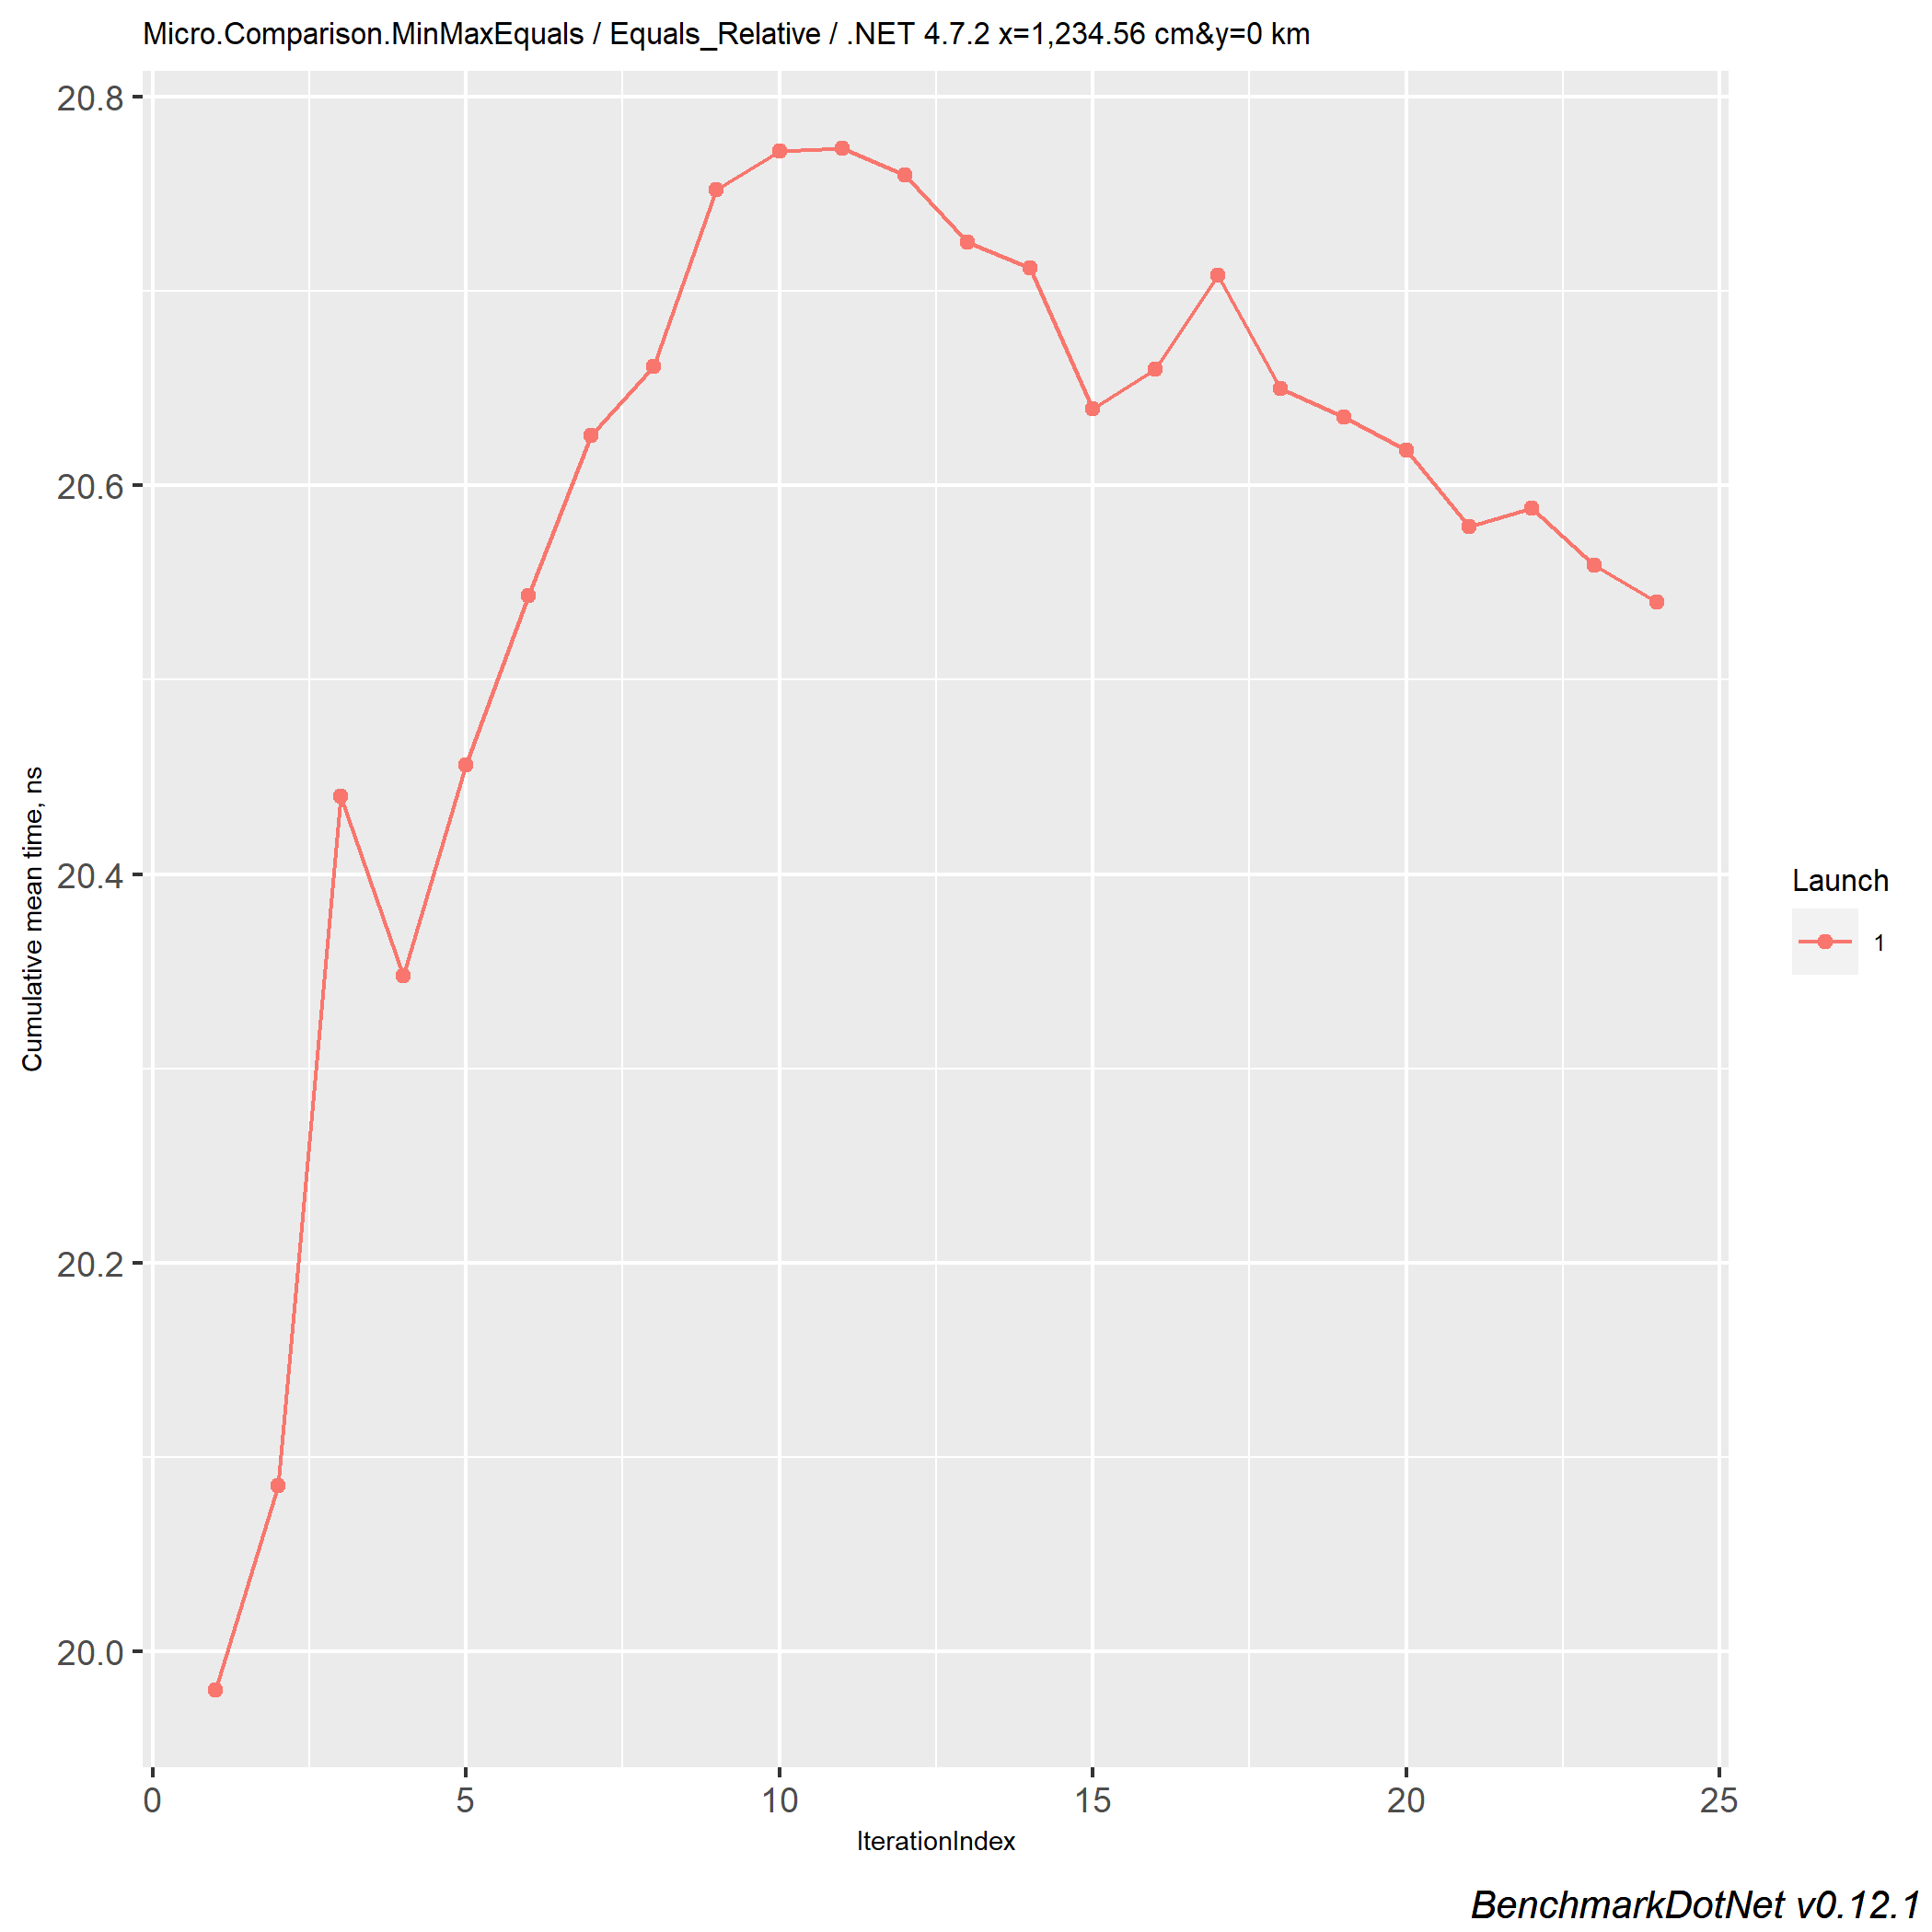 Micro.Comparison.MinMaxEquals / Equals_Relative / .NET 4.7.2 x=1,234.56 cm&y=0 km
20.8
20.6
20.4
20.2
20.0
Cumulative mean time, ns
0 5 10 15 20 25
IterationIndex
Launch
1
BenchmarkDotNet v0.12.1